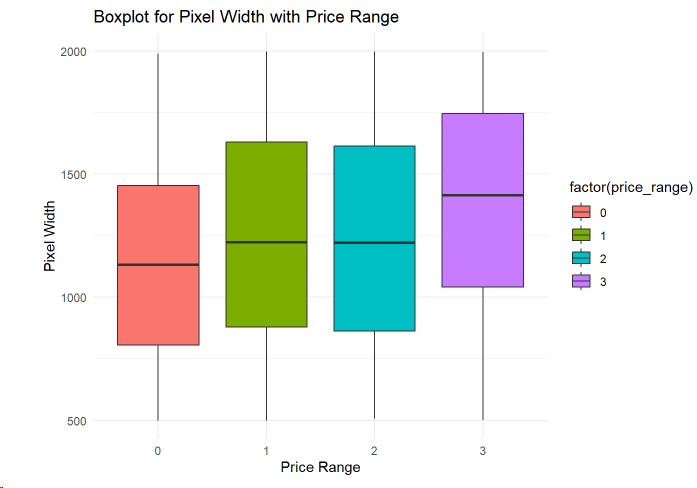 Boxplot for Pixel Width with Price Range
2000
1500
1000
500
Pixel Width
0 1 2 3
Price Range
factor(price_range)
0
1
2
3